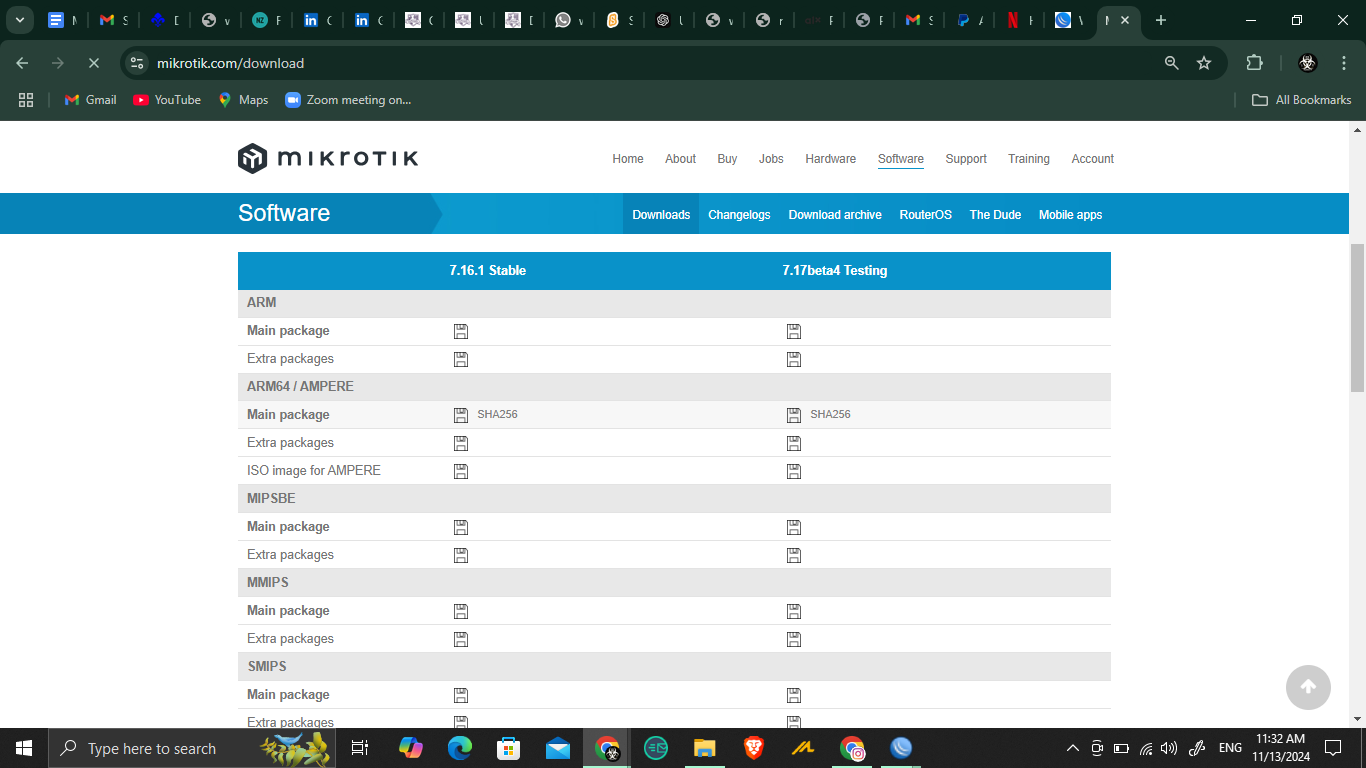 mikrotik.com/download
Gmail YouTube Maps Zoom meeting on... All Bookmarks
mikrotik Home About Buy Jobs Hardware Software Support Training Account
Software Downloads Changelogs Download archive RouterOS The Dude Mobile apps
7.16.1 Stable 7.17beta4 Testing
ARM
Main package
Extra packages
ARM64 / AMPERE
Main package SHA256 SHA256
Extra packages
ISO image for AMPERE
MIPSBE
Main package
Extra packages
MMIPS
Main package
Extra packages
SMIPS
Main package
Extra packages
Type here to search ENG 11:32 AM
11/13/2024